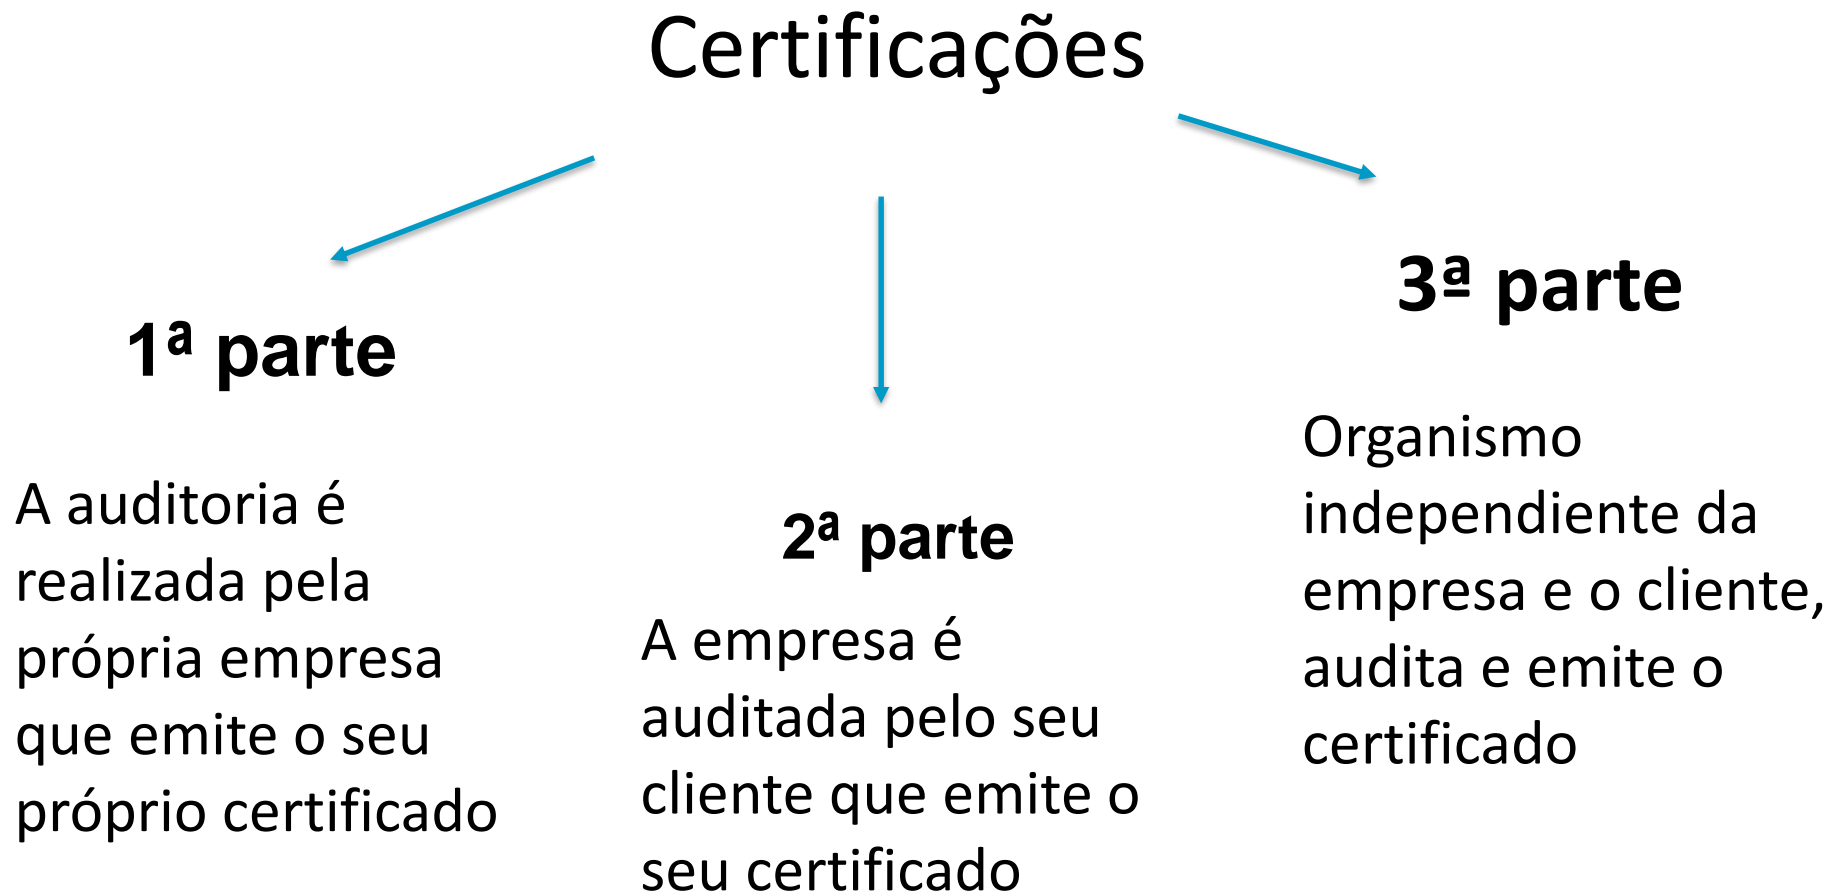 Certificações
1ª parte
A auditoria é
realizada pela
própria empresa
que emite o seu
próprio certificado
2ª parte
A empresa é
auditada pelo seu
cliente que emite o
seu certificado
3ª parte
Organismo
independiente da
empresa e o cliente,
audita e emite o
certificado